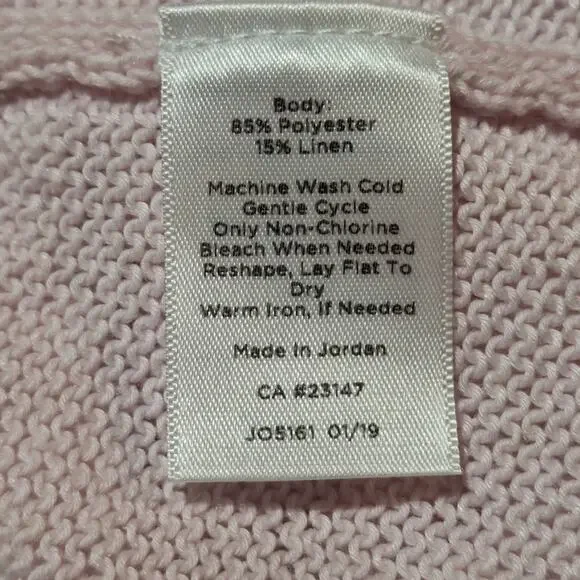 Body:
85% Polyester
15% Linen
Machine Wash Cold
Gentle Cycle
Only Non-Chlorine
Bleach When Needed
Reshape, Lay Flat To
Dry
Warm Iron, If Needed
Made In Jordan
CA #23147
JO5161 01/19